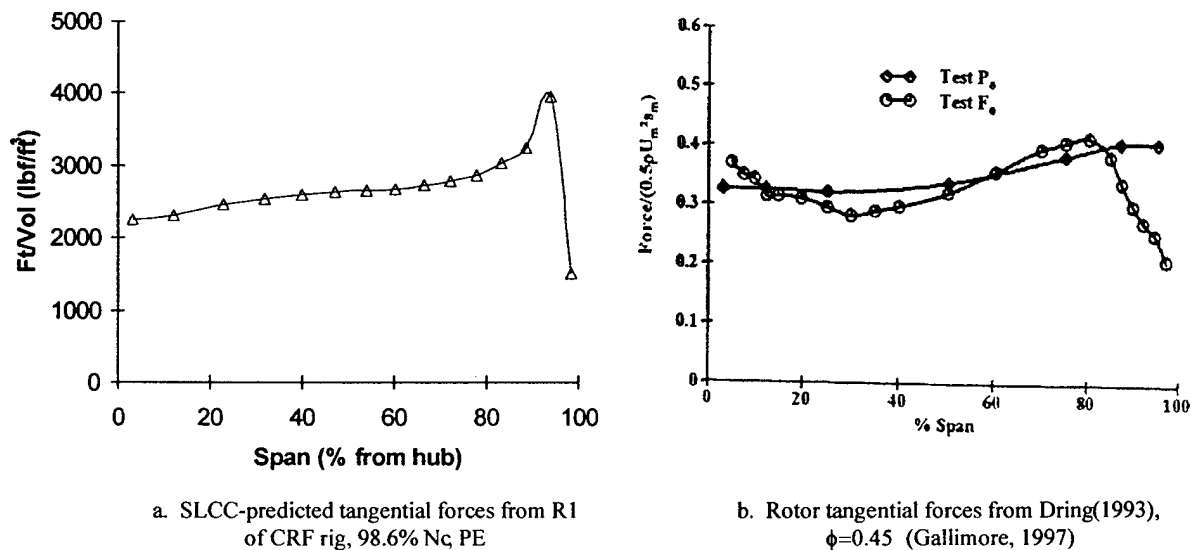 5000
4000
3000
2000
1000
0
Ft/Vol (lbf/ft³)
0 20 40 60 80 100
Span (% from hub)
a. SLCC-predicted tangential forces from R1
of CRF rig, 98.6% Nc, PE
0.6
0.5
0.4
0.3
0.2
0.1
0
Force/(0.5ρUm²sm)
Test Pφ
Test Fφ
0 20 40 60 80 100
% Span
b. Rotor tangential forces from Dring(1993),
ϕ=0.45 (Gallimore, 1997)